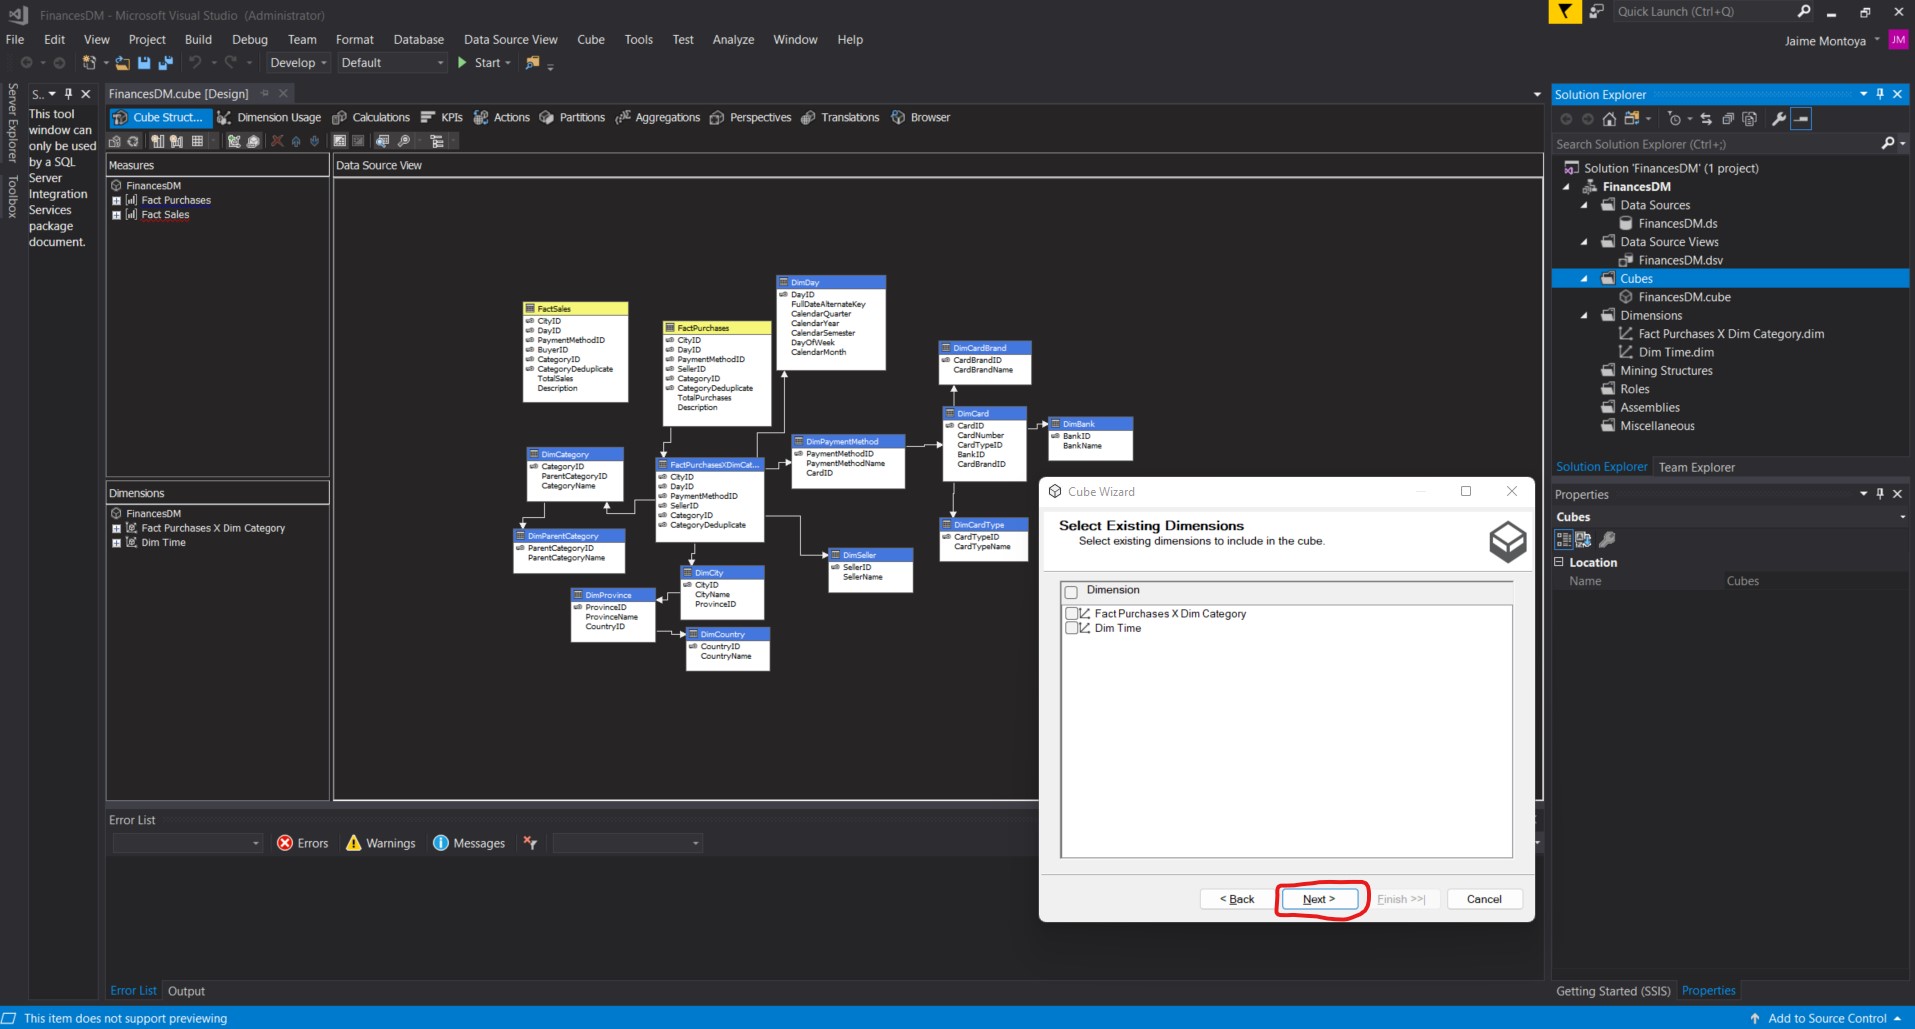 FinancesDM - Microsoft Visual Studio (Administrator)
Quick Launch (Ctrl+Q)
File Edit View Project Build Debug Team Format Database Data Source View Cube Tools Test Analyze Window Help
Jaime Montoya JM
Develop Default Start
Server Explorer
Toolbox
S..
This tool
window can
only be used
by a SQL
Server
Integration
Services
package
document.
FinancesDM.cube [Design]
Cube Struct... Dimension Usage Calculations KPIs Actions Partitions Aggregations Perspectives Translations Browser
Measures
FinancesDM
Fact Purchases
Fact Sales
Dimensions
FinancesDM
Fact Purchases X Dim Category
Dim Time
Data Source View
FactSales
CityID
DayID
PaymentMethodID
BuyerID
CategoryID
CategoryDeduplicate
TotalSales
Description
FactPurchases
CityID
DayID
PaymentMethodID
SellerID
CategoryID
CategoryDeduplicate
TotalPurchases
Description
DimDay
DayID
FullDateAlternateKey
CalendarQuarter
CalendarYear
CalendarSemester
DayOfWeek
CalendarMonth
DimCardBrand
CardBrandID
CardBrandName
DimCard
CardID
CardNumber
CardTypeID
BankID
CardBrandID
DimBank
BankID
BankName
DimPaymentMethod
PaymentMethodID
PaymentMethodName
CardID
DimCategory
CategoryID
ParentCategoryID
CategoryName
FactPurchasesXDimCat...
CityID
DayID
PaymentMethodID
SellerID
CategoryID
CategoryDeduplicate
DimParentCategory
ParentCategoryID
ParentCategoryName
DimCardType
CardTypeID
CardTypeName
DimSeller
SellerID
SellerName
DimCity
CityID
CityName
ProvinceID
DimProvince
ProvinceID
ProvinceName
CountryID
DimCountry
CountryID
CountryName
Cube Wizard
Select Existing Dimensions
Select existing dimensions to include in the cube.
Dimension
Fact Purchases X Dim Category
Dim Time
< Back Next > Finish >>| Cancel
Error List
Errors Warnings Messages
Error List Output
Solution Explorer
Search Solution Explorer (Ctrl+;)
Solution 'FinancesDM' (1 project)
FinancesDM
Data Sources
FinancesDM.ds
Data Source Views
FinancesDM.dsv
Cubes
FinancesDM.cube
Dimensions
Fact Purchases X Dim Category.dim
Dim Time.dim
Mining Structures
Roles
Assemblies
Miscellaneous
Solution Explorer Team Explorer
Properties
Cubes
Location
Name Cubes
Getting Started (SSIS) Properties
This item does not support previewing
Add to Source Control